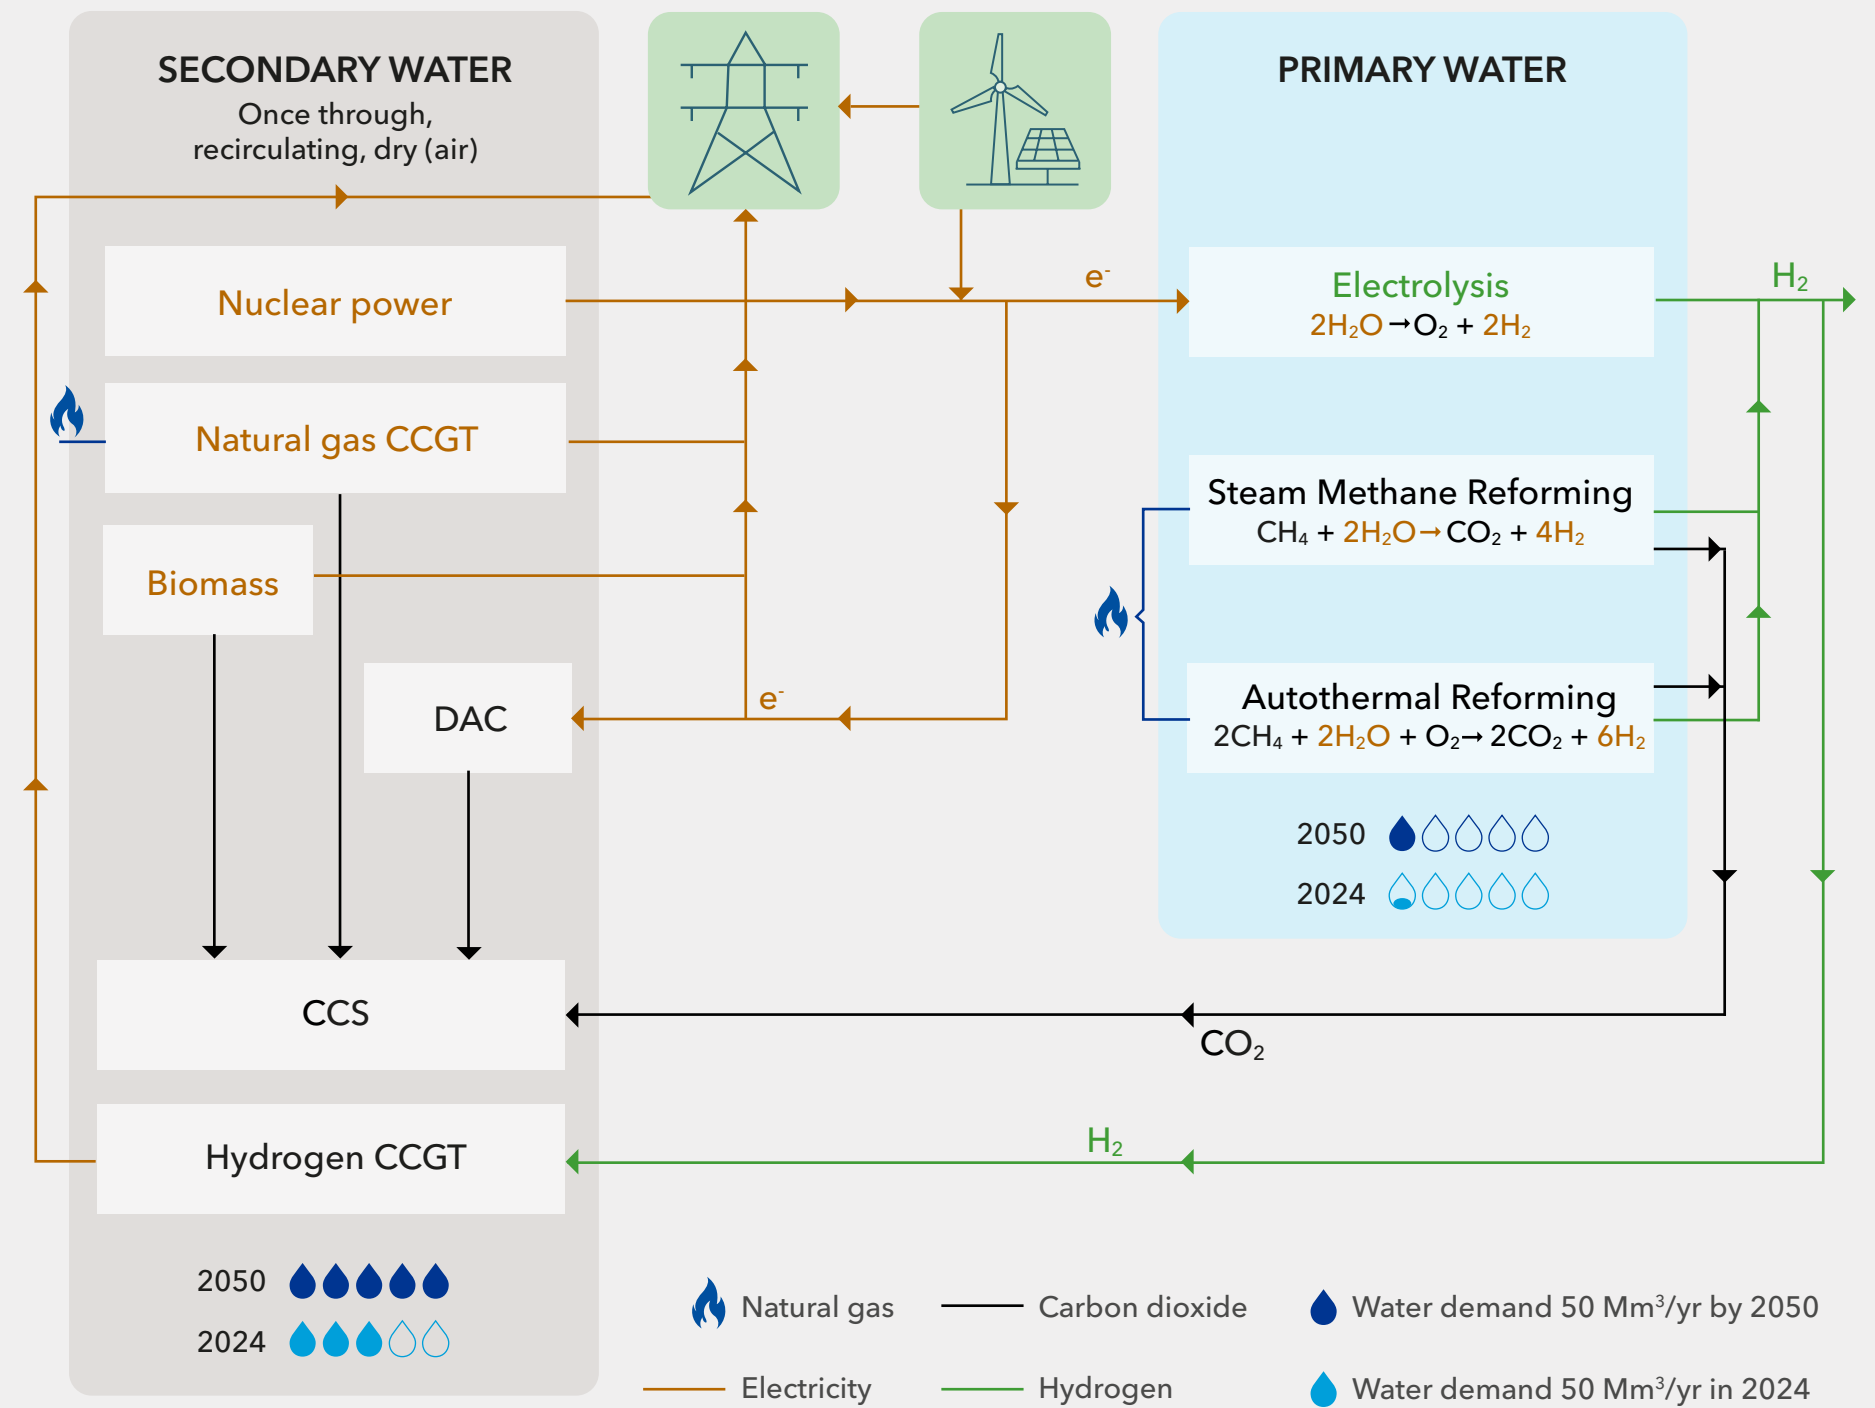 SECONDARY WATER
Once through,
recirculating, dry (air)
PRIMARY WATER
Nuclear power
e⁻
Electrolysis
2H₂O→O₂ + 2H₂
H₂
Natural gas CCGT
Steam Methane Reforming
CH₄ + 2H₂O→CO₂ + 4H₂
Biomass
DAC
e⁻
Autothermal Reforming
2CH₄ + 2H₂O + O₂→2CO₂ + 6H₂
2050
2024
CCS
CO₂
Hydrogen CCGT
H₂
2050
2024
Natural gas
Carbon dioxide
Water demand 50 Mm³/yr by 2050
Electricity
Hydrogen
Water demand 50 Mm³/yr in 2024